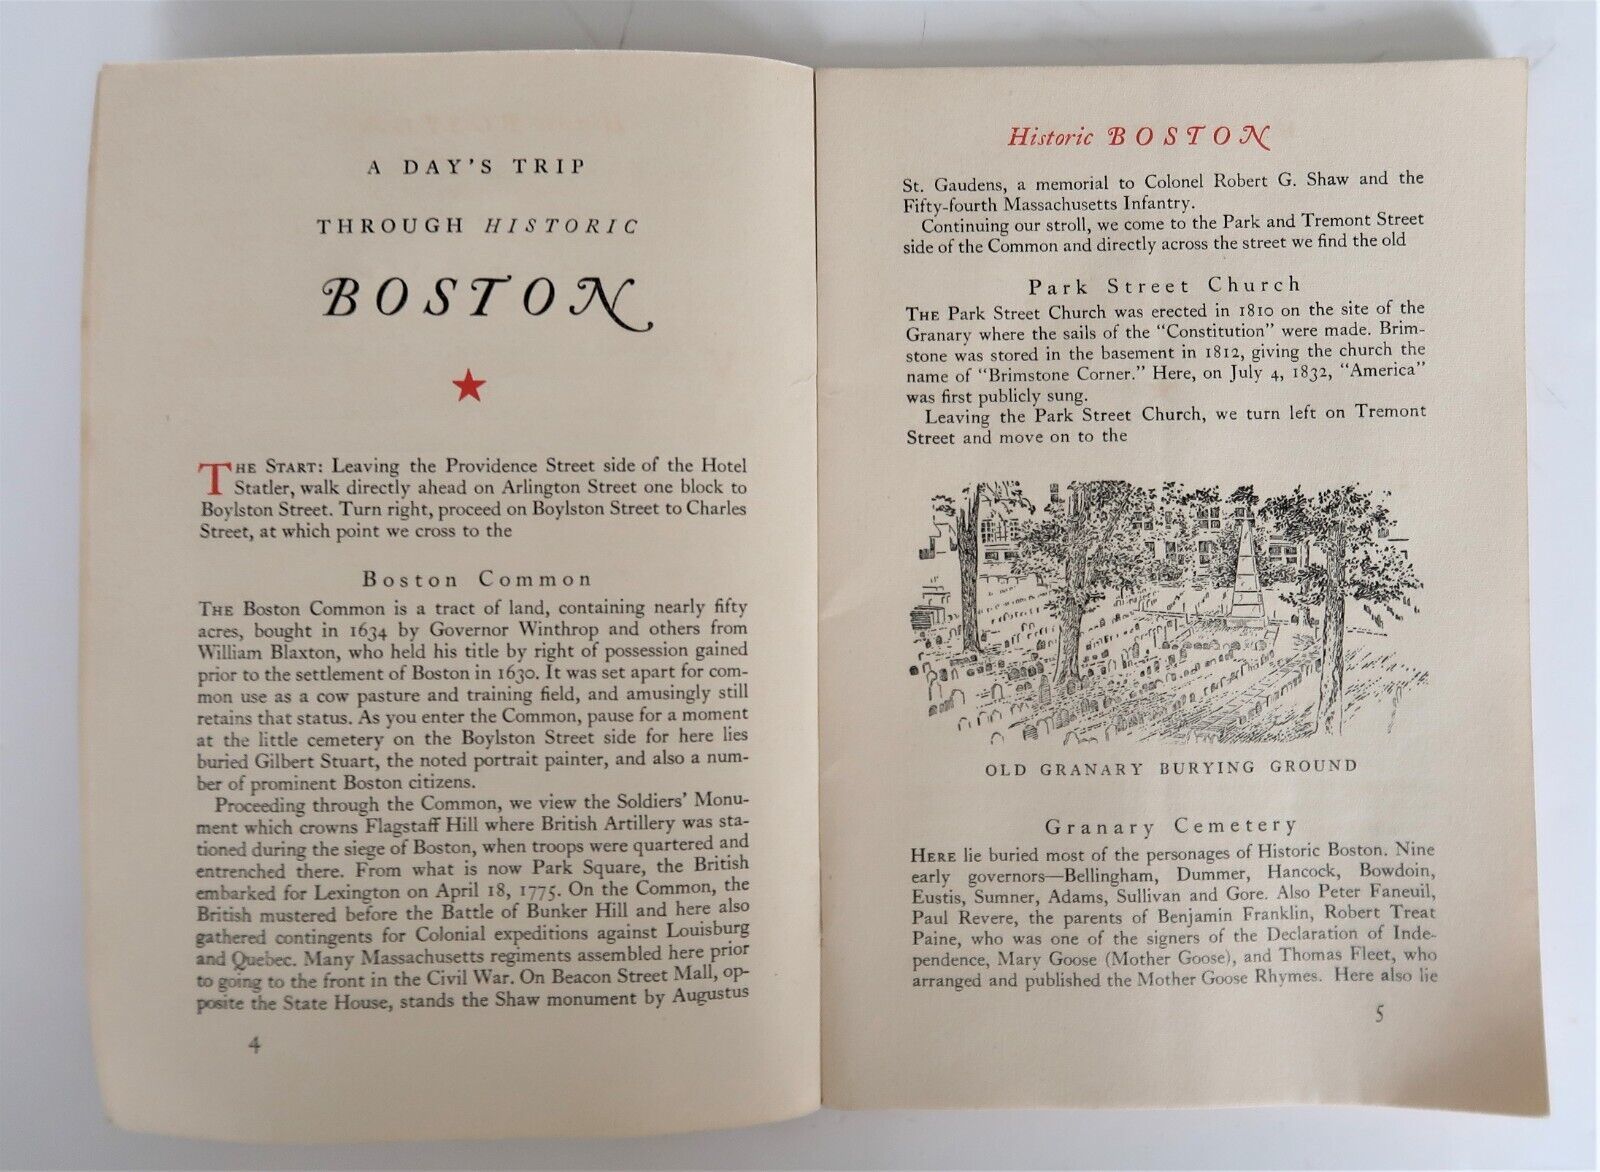 A DAY'S TRIP
THROUGH HISTORIC
BOSTON
THE START: Leaving the Providence Street side of the Hotel
Statler, walk directly ahead on Arlington Street one block to
Boylston Street. Turn right, proceed on Boylston Street to Charles
Street, at which point we cross to the
Boston Common
THE Boston Common is a tract of land, containing nearly fifty
acres, bought in 1634 by Governor Winthrop and others from
William Blaxton, who held his title by right of possession gained
prior to the settlement of Boston in 1630. It was set apart for com-
mon use as a cow pasture and training field, and amusingly still
retains that status. As you enter the Common, pause for a moment
at the little cemetery on the Boylston Street side for here lies
buried Gilbert Stuart, the noted portrait painter, and also a num-
ber of prominent Boston citizens.
Proceeding through the Common, we view the Soldiers' Monu-
ment which crowns Flagstaff Hill where British Artillery was sta-
tioned during the siege of Boston, when troops were quartered and
entrenched there. From what is now Park Square, the British
embarked for Lexington on April 18, 1775. On the Common, the
British mustered before the Battle of Bunker Hill and here also
gathered contingents for Colonial expeditions against Louisburg
and Quebec. Many Massachusetts regiments assembled here prior
to going to the front in the Civil War. On Beacon Street Mall, op-
posite the State House, stands the Shaw monument by Augustus
4
Historic BOSTON
St. Gaudens, a memorial to Colonel Robert G. Shaw and the
Fifty-fourth Massachusetts Infantry.
Continuing our stroll, we come to the Park and Tremont Street
side of the Common and directly across the street we find the old
Park Street Church
THE Park Street Church was erected in 1810 on the site of the
Granary where the sails of the "Constitution" were made. Brim-
stone was stored in the basement in 1812, giving the church the
name of "Brimstone Corner." Here, on July 4, 1832, "America"
was first publicly sung.
Leaving the Park Street Church, we turn left on Tremont
Street and move on to the
OLD GRANARY BURYING GROUND
Granary Cemetery
HERE lie buried most of the personages of Historic Boston. Nine
early governors—Bellingham, Dummer, Hancock, Bowdoin,
Eustis, Sumner, Adams, Sullivan and Gore. Also Peter Faneuil,
Paul Revere, the parents of Benjamin Franklin, Robert Treat
Paine, who was one of the signers of the Declaration of Inde-
pendence, Mary Goose (Mother Goose), and Thomas Fleet, who
arranged and published the Mother Goose Rhymes. Here also lie
5